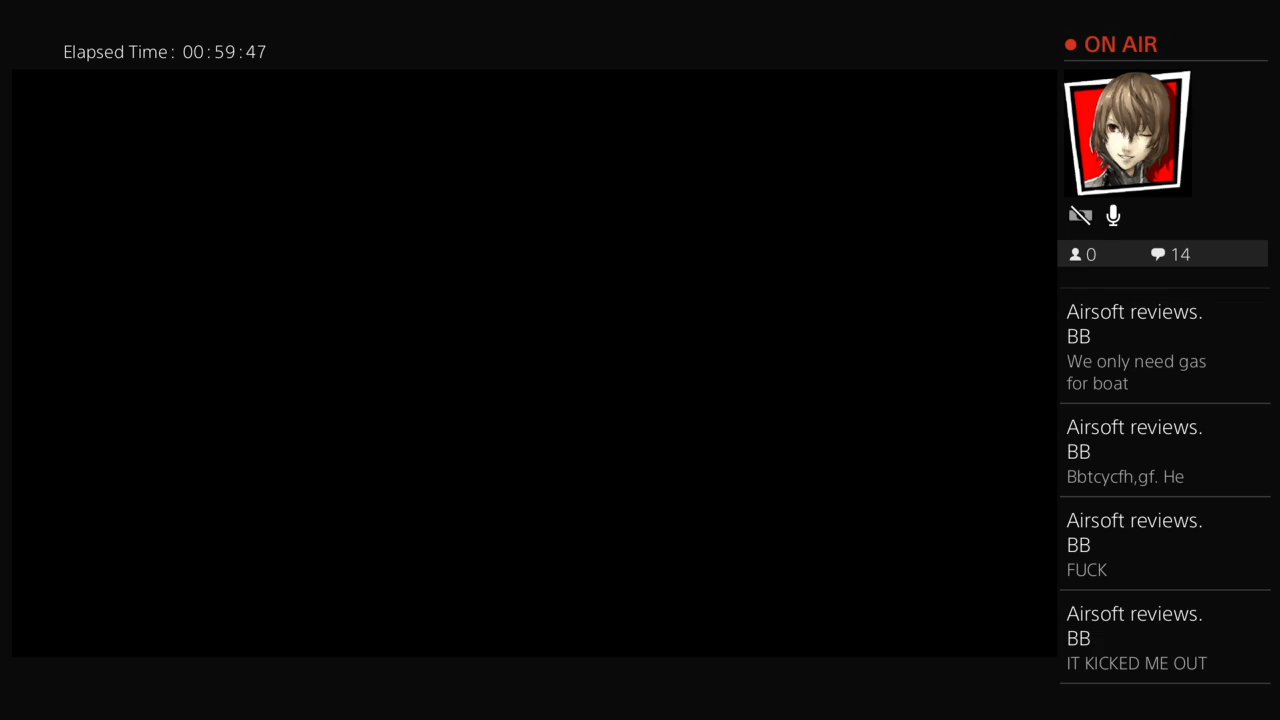 Elapsed Time: 00:59:47
ON AIR
0 14
Airsoft reviews.
BB
We only need gas
for boat
Airsoft reviews.
BB
Bbtcycfh,gf. He
Airsoft reviews.
BB
FUCK
Airsoft reviews.
BB
IT KICKED ME OUT